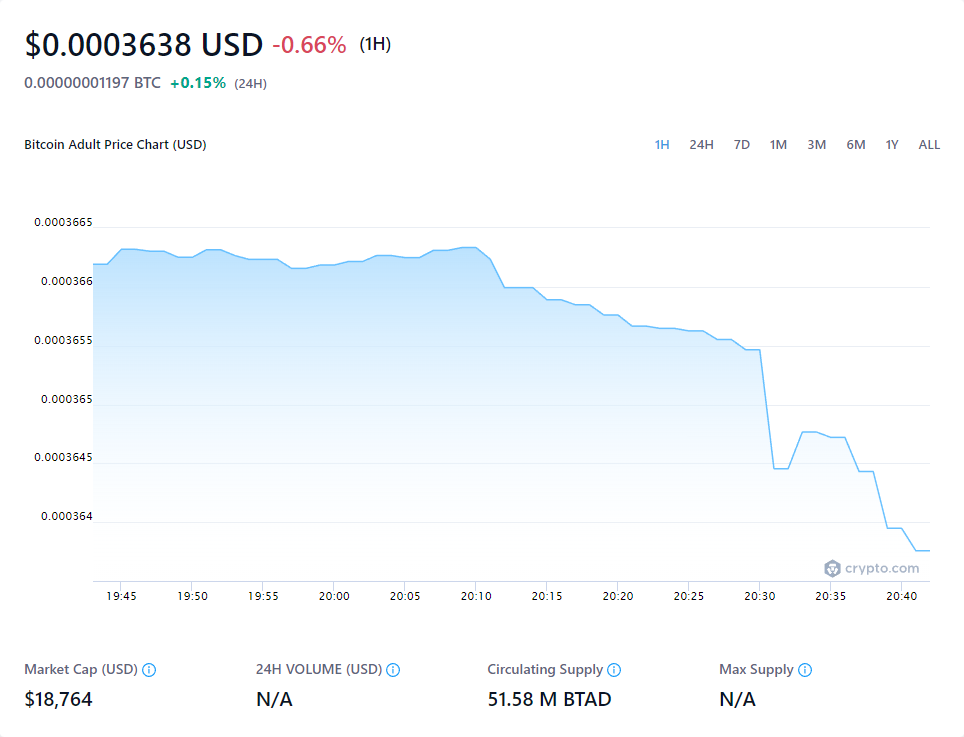 $0.0003638 USD -0.66% (1H)
0.00000001197 BTC +0.15% (24H)
Bitcoin Adult Price Chart (USD)
1H 24H 7D 1M 3M 6M 1Y ALL
0.0003665
0.000366
0.0003655
0.000365
0.0003645
0.000364
crypto.com
19:45 19:50 19:55 20:00 20:05 20:10 20:15 20:20 20:25 20:30 20:35 20:40
Market Cap (USD) 24H VOLUME (USD) Circulating Supply Max Supply
$18,764 N/A 51.58 M BTAD N/A